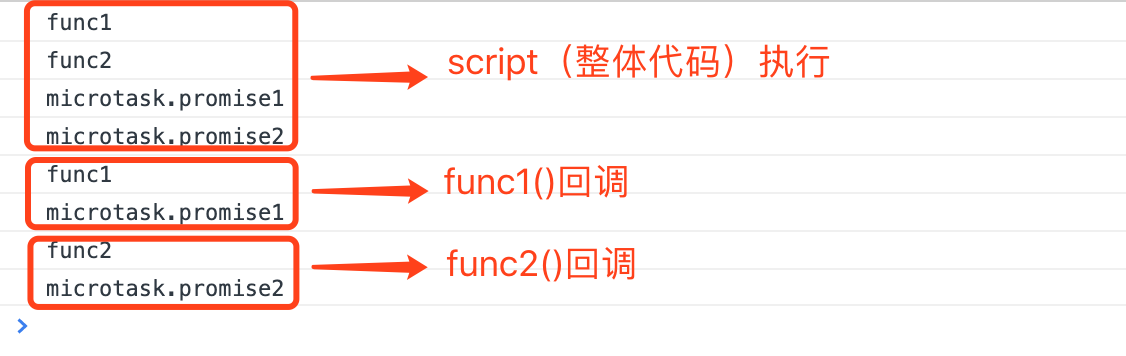 func1
func2
microtask.promise1
microtask.promise2
script（整体代码）执行
func1
microtask.promise1
func1()回调
func2
microtask.promise2
func2()回调
>